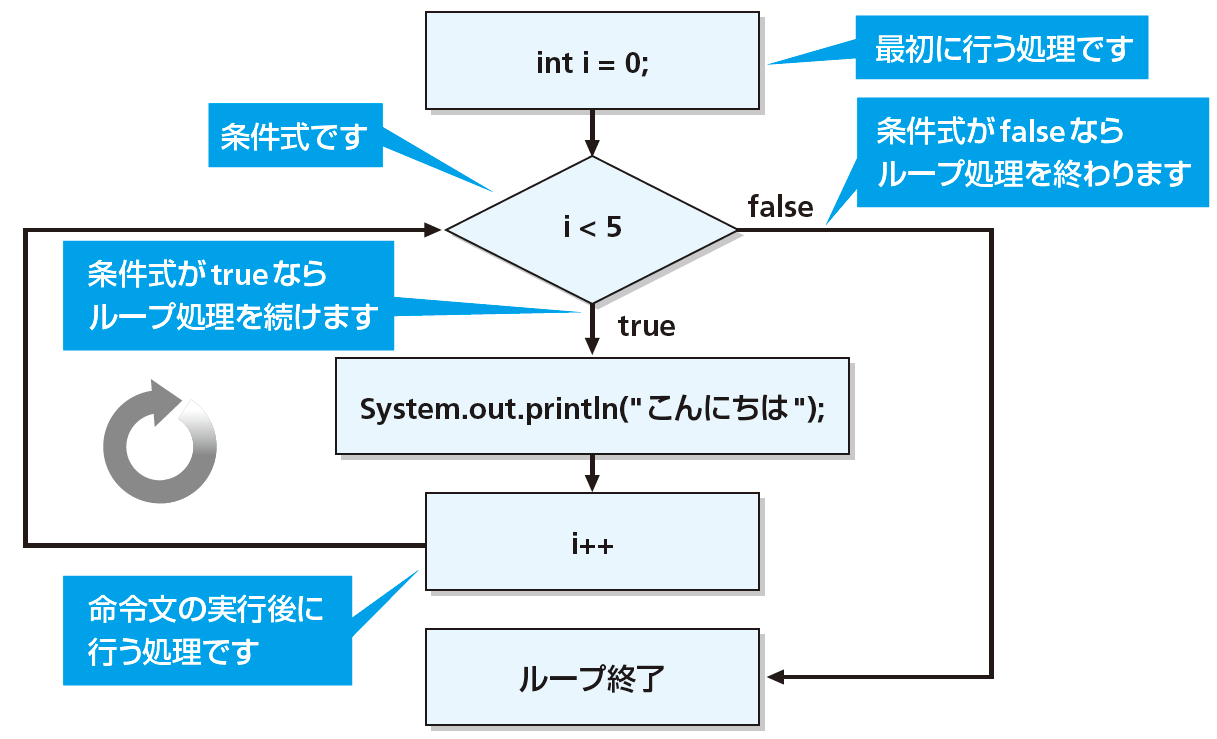 int i = 0;
最初に行う処理です
条件式です
条件式がfalseなら
ループ処理を終わります
i < 5
false
条件式がtrueなら
ループ処理を続けます
true
System.out.println("こんにちは");
i++
命令文の実行後に
行う処理です
ループ終了